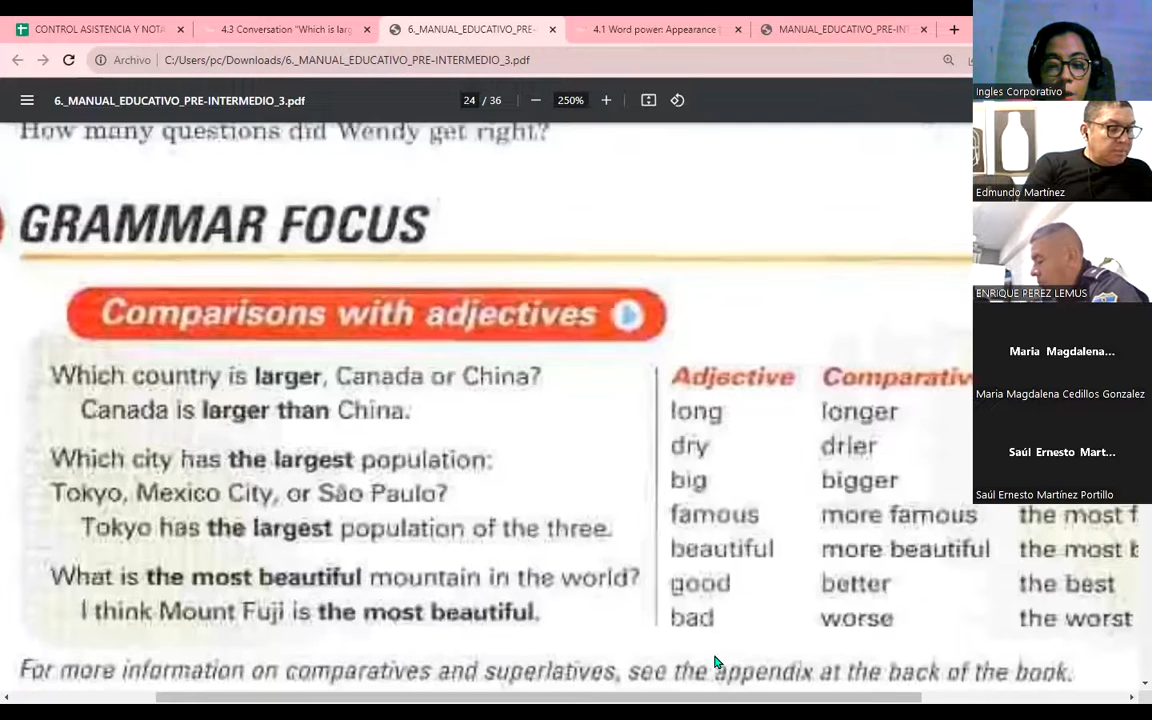 CONTROL ASISTENCIA Y NOTA
4.3 Conversation "Which is larg
6._MANUAL_EDUCATIVO_PRE-
4.1 Word power: Appearance
MANUAL_EDUCATIVO_PRE-INT
Archivo C:/Users/pc/Downloads/6._MANUAL_EDUCATIVO_PRE-INTERMEDIO_3.pdf
6._MANUAL_EDUCATIVO_PRE-INTERMEDIO_3.pdf
24 / 36
250%
How many questions did Wendy get right?
GRAMMAR FOCUS
Comparisons with adjectives
Which country is larger, Canada or China?
Canada is larger than China.
Which city has the largest population:
Tokyo, Mexico City, or São Paulo?
Tokyo has the largest population of the three.
What is the most beautiful mountain in the world?
I think Mount Fuji is the most beautiful.
Adjective Comparativ
long longer
dry drier
big bigger
famous more famous the most f
beautiful more beautiful the most b
good better the best
bad worse the worst
For more information on comparatives and superlatives, see the appendix at the back of the book.
Ingles Corporativo
Edmundo Martínez
ENRIQUE PEREZ LEMUS
Maria Magdalena...
Maria Magdalena Cedillos Gonzalez
Saúl Ernesto Mart...
Saúl Ernesto Martínez Portillo